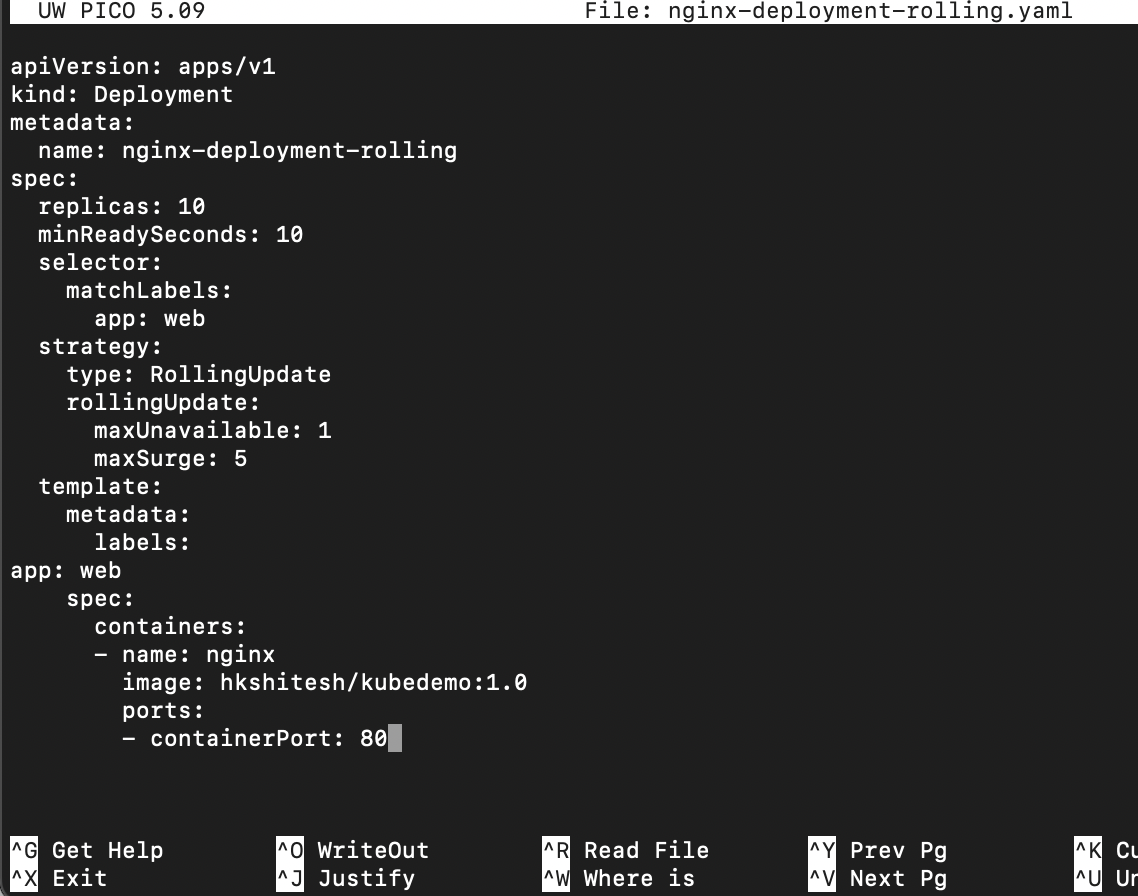 UW PICO 5.09 File: nginx-deployment-rolling.yaml
apiVersion: apps/v1
kind: Deployment
metadata:
  name: nginx-deployment-rolling
spec:
  replicas: 10
  minReadySeconds: 10
  selector:
    matchLabels:
      app: web
  strategy:
    type: RollingUpdate
    rollingUpdate:
      maxUnavailable: 1
      maxSurge: 5
  template:
    metadata:
      labels:
app: web
    spec:
      containers:
      - name: nginx
        image: hkshitesh/kubedemo:1.0
        ports:
        - containerPort: 80
^G Get Help ^O WriteOut ^R Read File ^Y Prev Pg ^K
^X Exit ^J Justify ^W Where is ^V Next Pg ^U